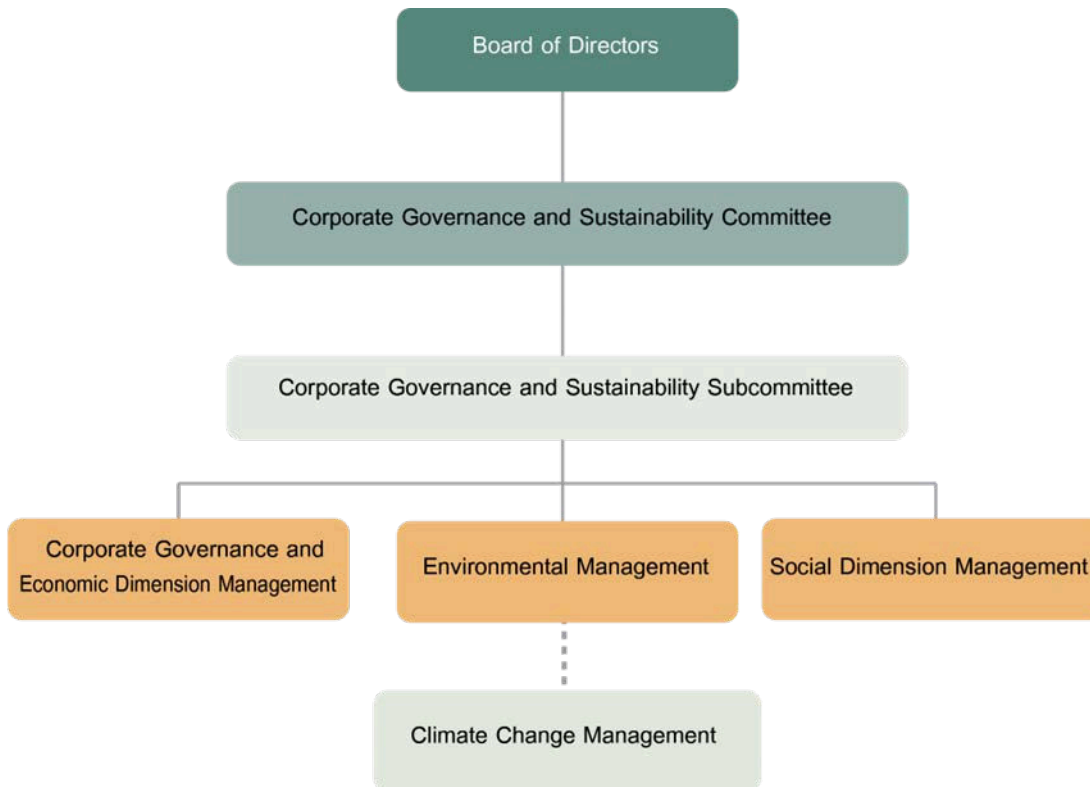 Board of Directors
Corporate Governance and Sustainability Committee
Corporate Governance and Sustainability Subcommittee
Corporate Governance and
Economic Dimension Management
Environmental Management
Social Dimension Management
Climate Change Management